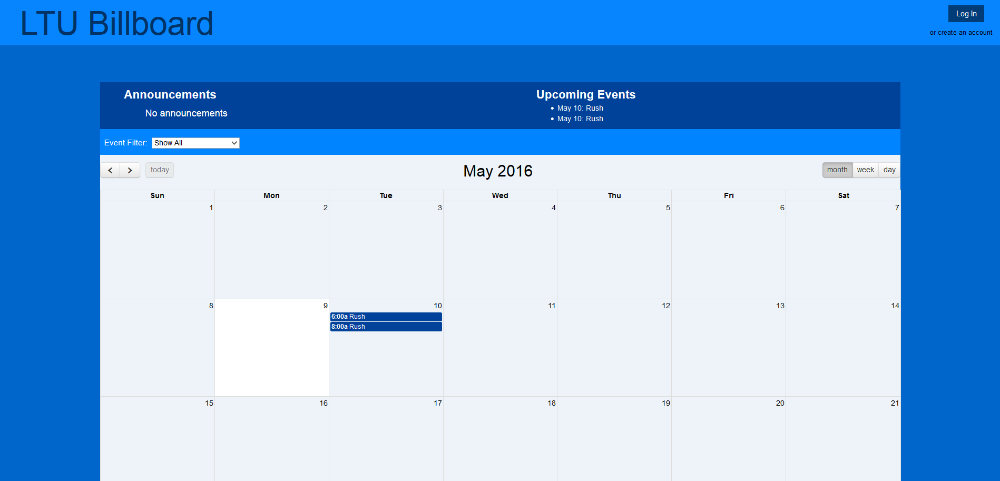 LTU Billboard
Log In
or create an account
Announcements
No announcements
Upcoming Events
May 10: Rush
May 10: Rush
Event Filter: Show All
today
May 2016
month week day
Sun Mon Tue Wed Thu Fri Sat
1 2 3 4 5 6 7
8 9 10 11 12 13 14
6:00a Rush
8:00a Rush
15 16 17 18 19 20 21